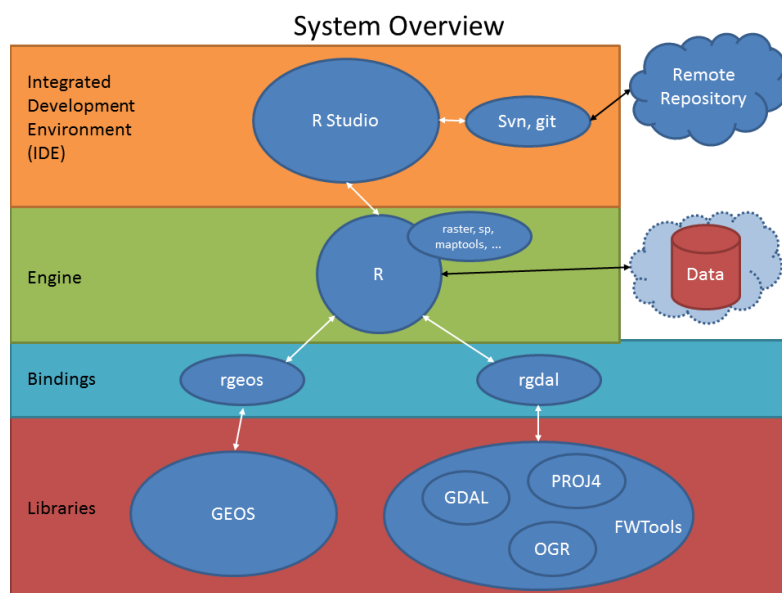 System Overview
Integrated
Development
Environment
(IDE)
R Studio
Svn, git
Remote
Repository
Engine
raster, sp,
maptools, ...
R
Data
Bindings
rgeos
rgdal
Libraries
GEOS
GDAL
PROJ4
FWTools
OGR